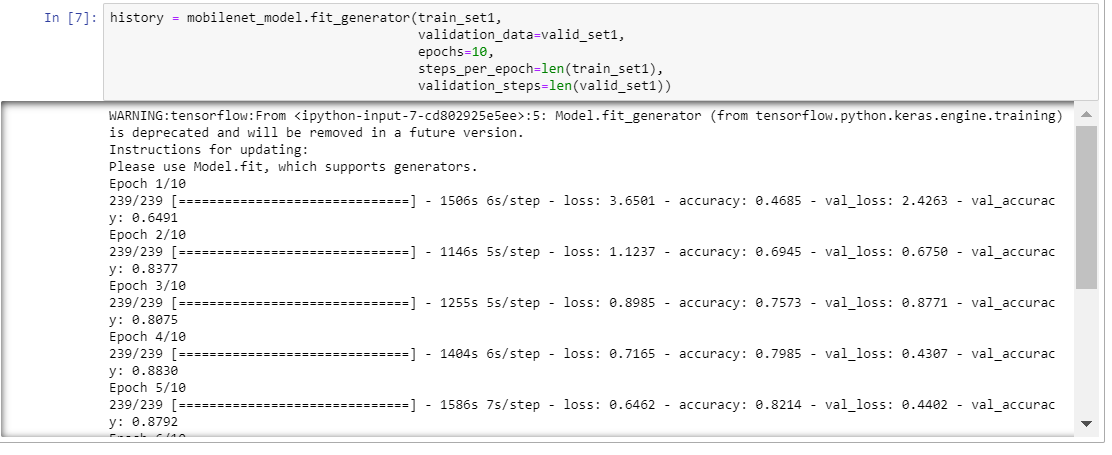 In [7]: history = mobilenet_model.fit_generator(train_set1,
validation_data=valid_set1,
epochs=10,
steps_per_epoch=len(train_set1),
validation_steps=len(valid_set1))
WARNING:tensorflow:From <ipython-input-7-cd802925e5ee>:5: Model.fit_generator (from tensorflow.python.keras.engine.training)
is deprecated and will be removed in a future version.
Instructions for updating:
Please use Model.fit, which supports generators.
Epoch 1/10
239/239 [==============================] - 1506s 6s/step - loss: 3.6501 - accuracy: 0.4685 - val_loss: 2.4263 - val_accurac
y: 0.6491
Epoch 2/10
239/239 [==============================] - 1146s 5s/step - loss: 1.1237 - accuracy: 0.6945 - val_loss: 0.6750 - val_accurac
y: 0.8377
Epoch 3/10
239/239 [==============================] - 1255s 5s/step - loss: 0.8985 - accuracy: 0.7573 - val_loss: 0.8771 - val_accurac
y: 0.8075
Epoch 4/10
239/239 [==============================] - 1404s 6s/step - loss: 0.7165 - accuracy: 0.7985 - val_loss: 0.4307 - val_accurac
y: 0.8830
Epoch 5/10
239/239 [==============================] - 1586s 7s/step - loss: 0.6462 - accuracy: 0.8214 - val_loss: 0.4402 - val_accurac
y: 0.8792